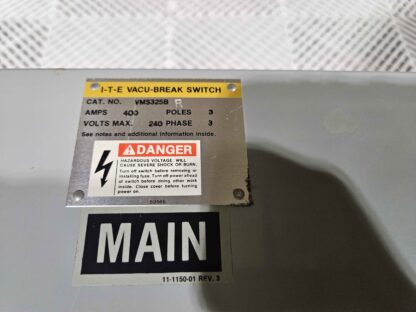 I-T-E VACU-BREAK SWITCH
CAT. NO. VMS325B R
AMPS 400 POLES 3
VOLTS MAX. 240 PHASE 3
See notes and additional information inside.
DANGER
HAZARDOUS VOLTAGE WILL
CAUSE SEVERE SHOCK OR BURN.
Turn off switch before removing or
installing fuse. Turn off power ahead
of switch before doing other work
inside. Close cover before turning
power on.
MAIN
11-1150-01 REV. 3